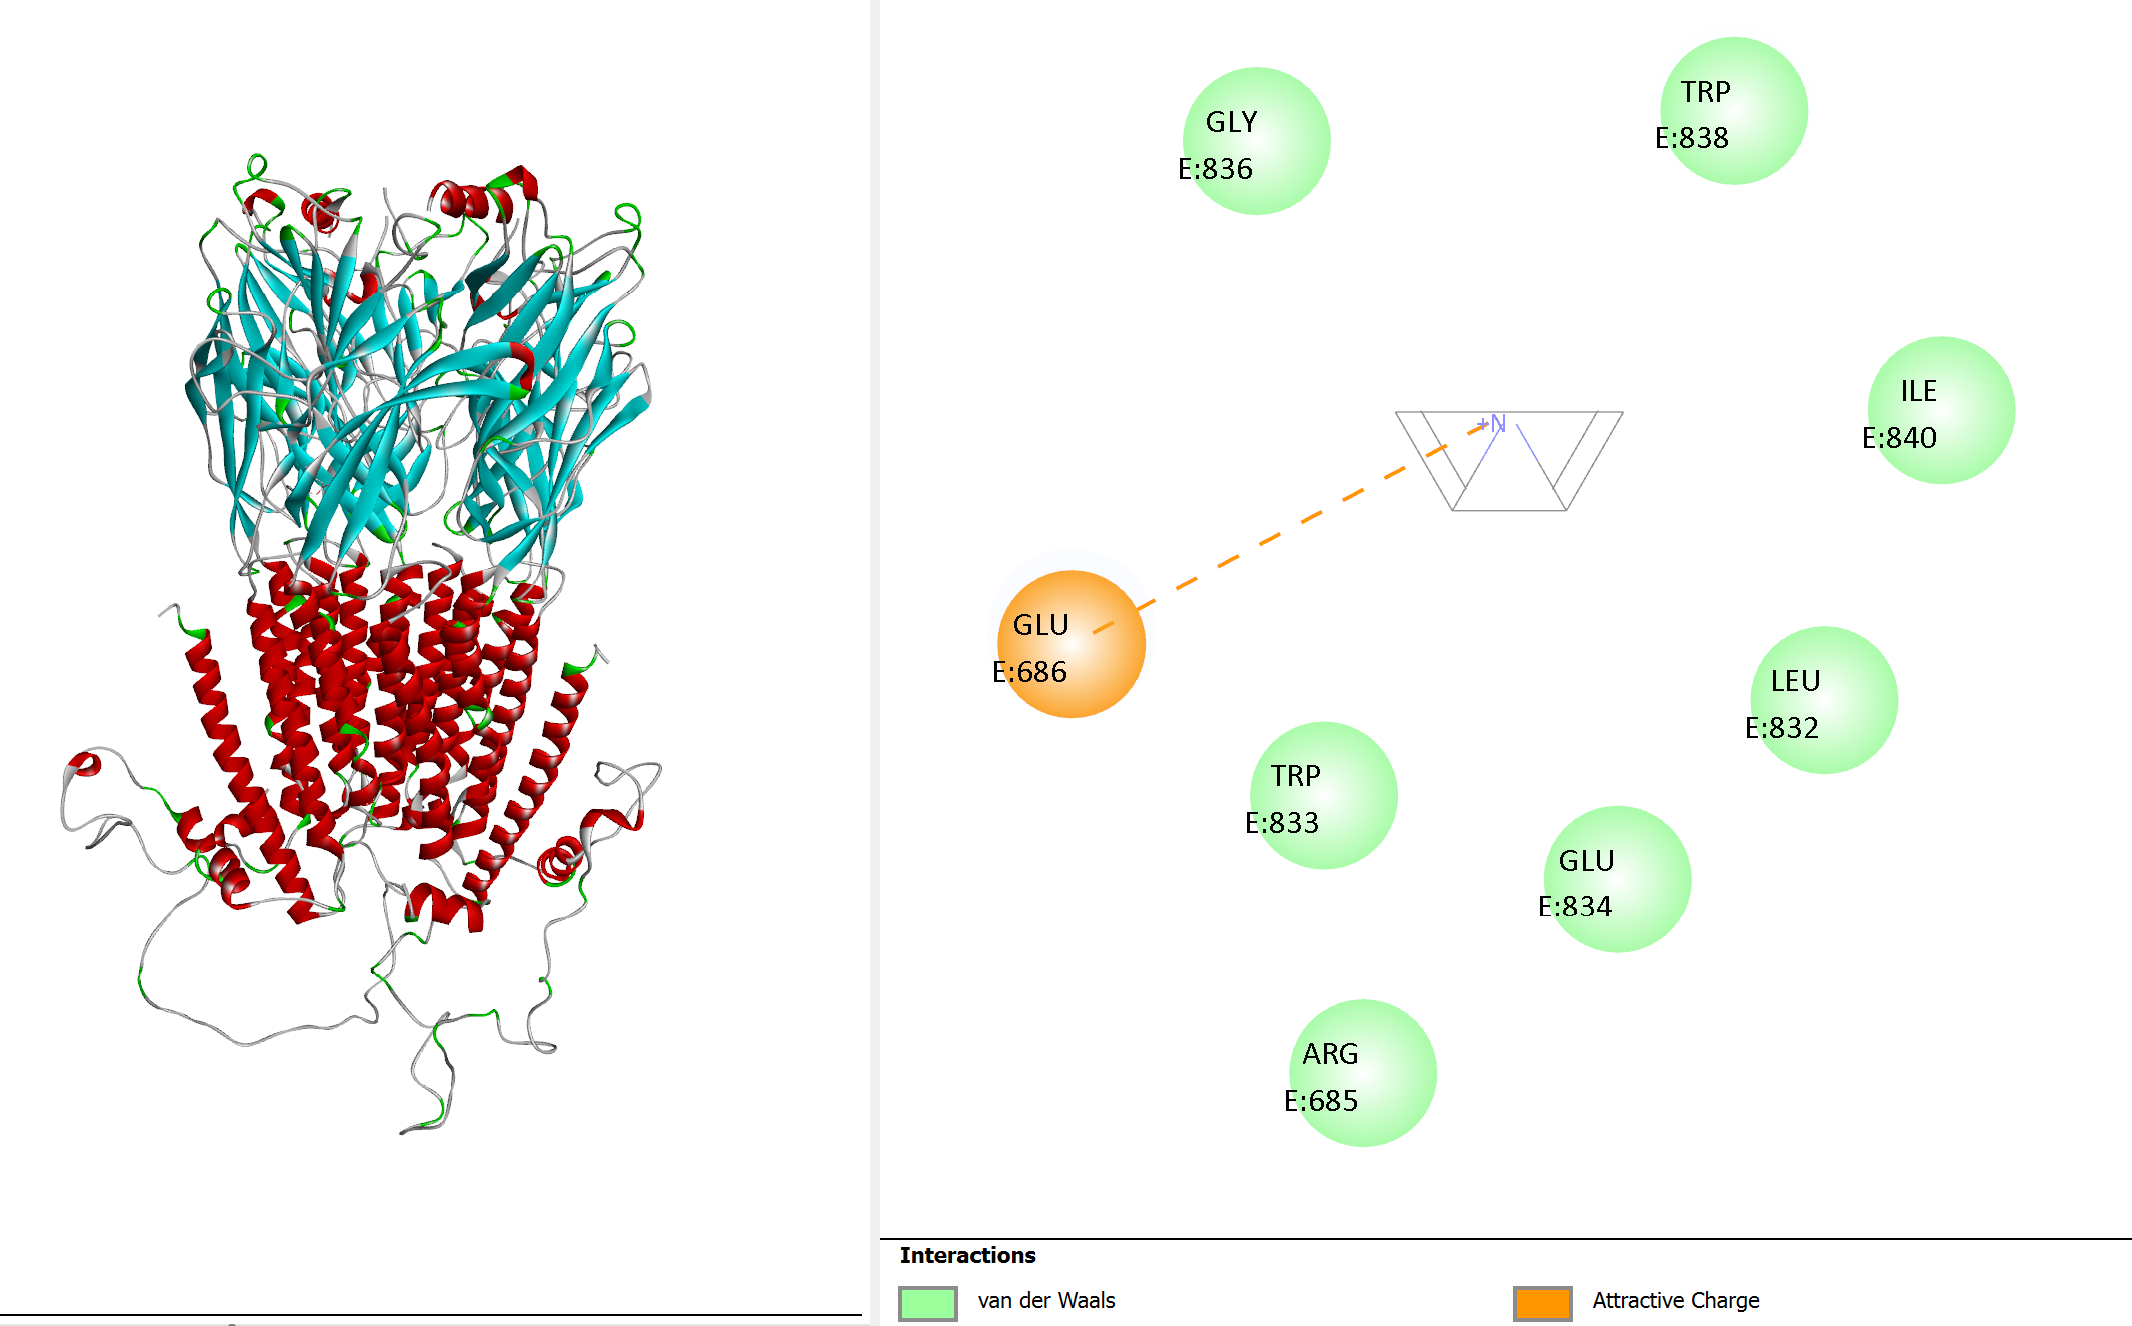 TRP
E:838
GLY
E:836
ILE
E:840
+N
GLU
E:686
LEU
E:832
TRP
E:833
GLU
E:834
ARG
E:685
Interactions
van der Waals
Attractive Charge